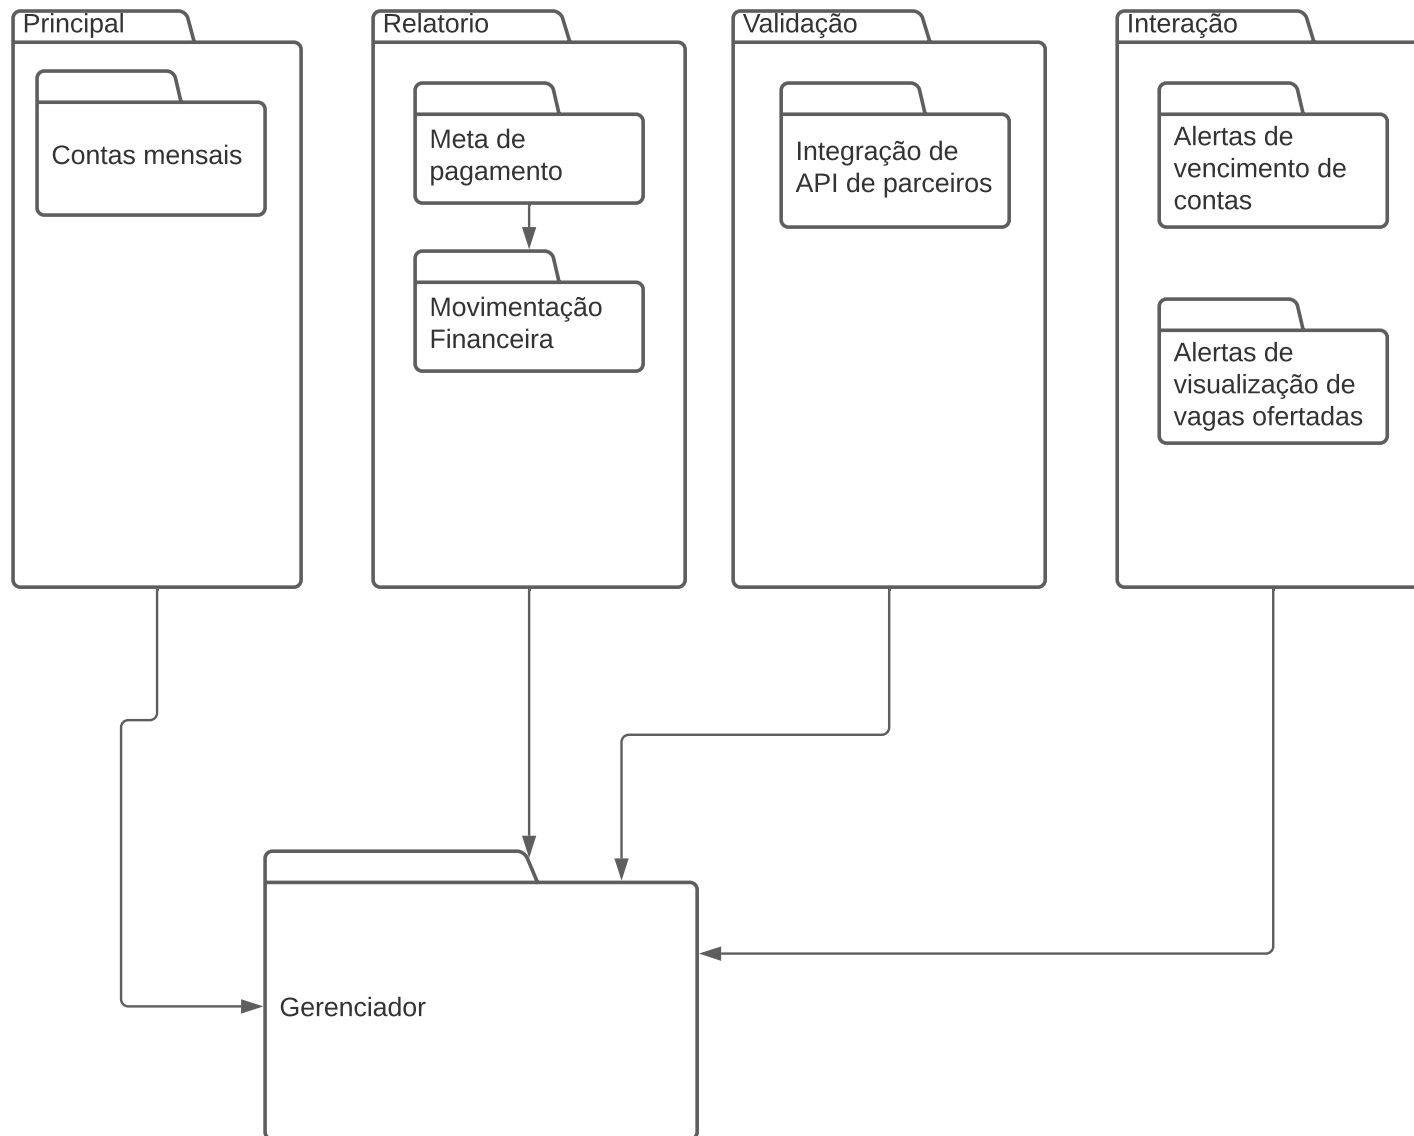 Principal
Relatorio
Validação
Interação
Contas mensais
Meta de
pagamento
Movimentação
Financeira
Integração de
API de parceiros
Alertas de
vencimento de
contas
Alertas de
visualização de
vagas ofertadas
Gerenciador